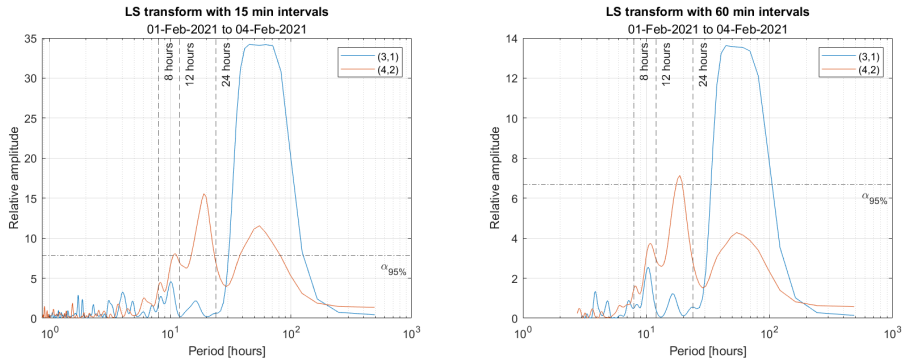 LS transform with 15 min intervals
01-Feb-2021 to 04-Feb-2021
35
30
25
20
15
10
5
0
8 hours
12 hours
24 hours
(3,1)
(4,2)
α95%
Relative amplitude
10^0
10^1
10^2
10^3
Period [hours]
LS transform with 60 min intervals
01-Feb-2021 to 04-Feb-2021
14
12
10
8
6
4
2
0
8 hours
12 hours
24 hours
(3,1)
(4,2)
α95%
Relative amplitude
10^0
10^1
10^2
10^3
Period [hours]